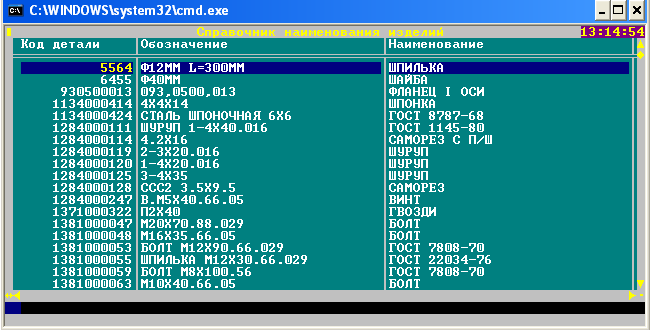 C:\WINDOWS\system32\cmd.exe
Справочник наименования изделий 13:14:54
Код детали Обозначение Наименование
5564 Ф12ММ L=300ММ ШПИЛЬКА
6455 Ф40ММ ШАЙБА
930500013 093,0500,013 ФЛАНЕЦ I ОСИ
1134000414 4Х4Х14 ШПОНКА
1134000424 СТАЛЬ ШПОНОЧНАЯ 6Х6 ГОСТ 8787-68
1284000111 ШУРУП 1-4Х40.016 ГОСТ 1145-80
1284000114 4.2Х16 САМОРЕЗ С П/Ш
1284000119 2-3Х20.016 ШУРУП
1284000120 1-4Х20.016 ШУРУП
1284000125 3-4Х35 ШУРУП
1284000128 ССС2 3.5Х9.5 САМОРЕЗ
1284000247 В.М5Х40.66.05 ВИНТ
1371000322 П2Х40 ГВОЗДИ
1381000047 М20Х70.88.029 БОЛТ
1381000048 М16Х35.66.05 БОЛТ
1381000053 БОЛТ М12Х90.66.029 ГОСТ 7808-70
1381000055 ШПИЛЬКА М12Х30.66.029 ГОСТ 22034-76
1381000059 БОЛТ М8Х100.56 ГОСТ 7808-70
1381000063 М10Х40.66.05 БОЛТ